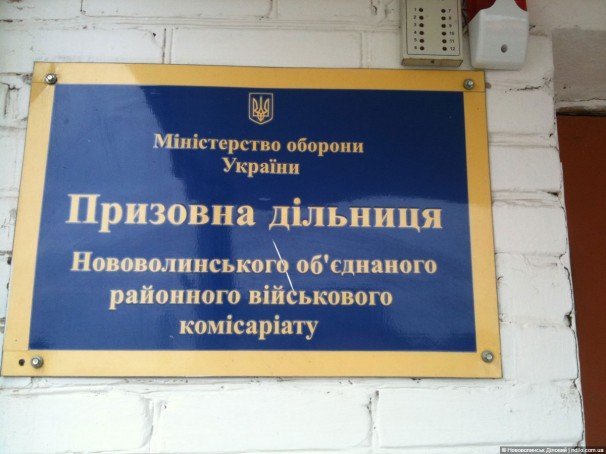 Міністерство оборони
України
Призовна дільниця
Нововолинського об'єднаного
районного військового
комісаріату